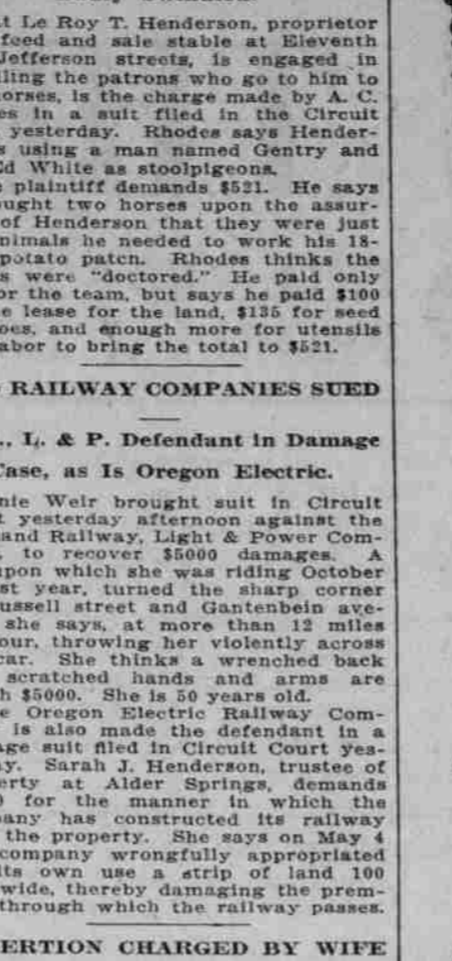 t Le Roy T. Henderson, proprietor
feed and sale stable at Eleventh
Jefferson streets, is engaged in
ling the patrons who go to him to
orses, is the charge made by A. C.
es in a suit filed in the Circuit
yesterday. Rhodes says Hender-
s using a man named Gentry and
Ed White as stoolpigeons.
e plaintiff demands $521. He says
ought two horses upon the assur-
of Henderson that they were just
nimals he needed to work his 18-
potato patch. Rhodes thinks the
s were "doctored." He paid only
or the team, but says he paid $100
e lease for the land, $135 for seed
oes, and enough more for utensils
abor to bring the total to $521.
RAILWAY COMPANIES SUED
., L. & P. Defendant in Damage
Case, as Is Oregon Electric.
nie Weir brought suit in Circuit
t yesterday afternoon against the
and Railway, Light & Power Com-
, to recover $5000 damages. A
upon which she was riding October
st year, turned the sharp corner
ussell street and Gantenbein ave-
she says, at more than 12 miles
our, throwing her violently across
car. She thinks a wrenched back
scratched hands and arms are
h $5000. She is 50 years old.
e Oregon Electric Railway Com-
is also made the defendant in a
age suit filed in Circuit Court yes-
ay. Sarah J. Henderson, trustee of
erty at Alder Springs, demands
for the manner in which the
any has constructed its railway
the property. She says on May 4
company wrongfully appropriated
its own use a strip of land 100
wide, thereby damaging the prem-
through which the railway passes.
ERTION CHARGED BY WIFE